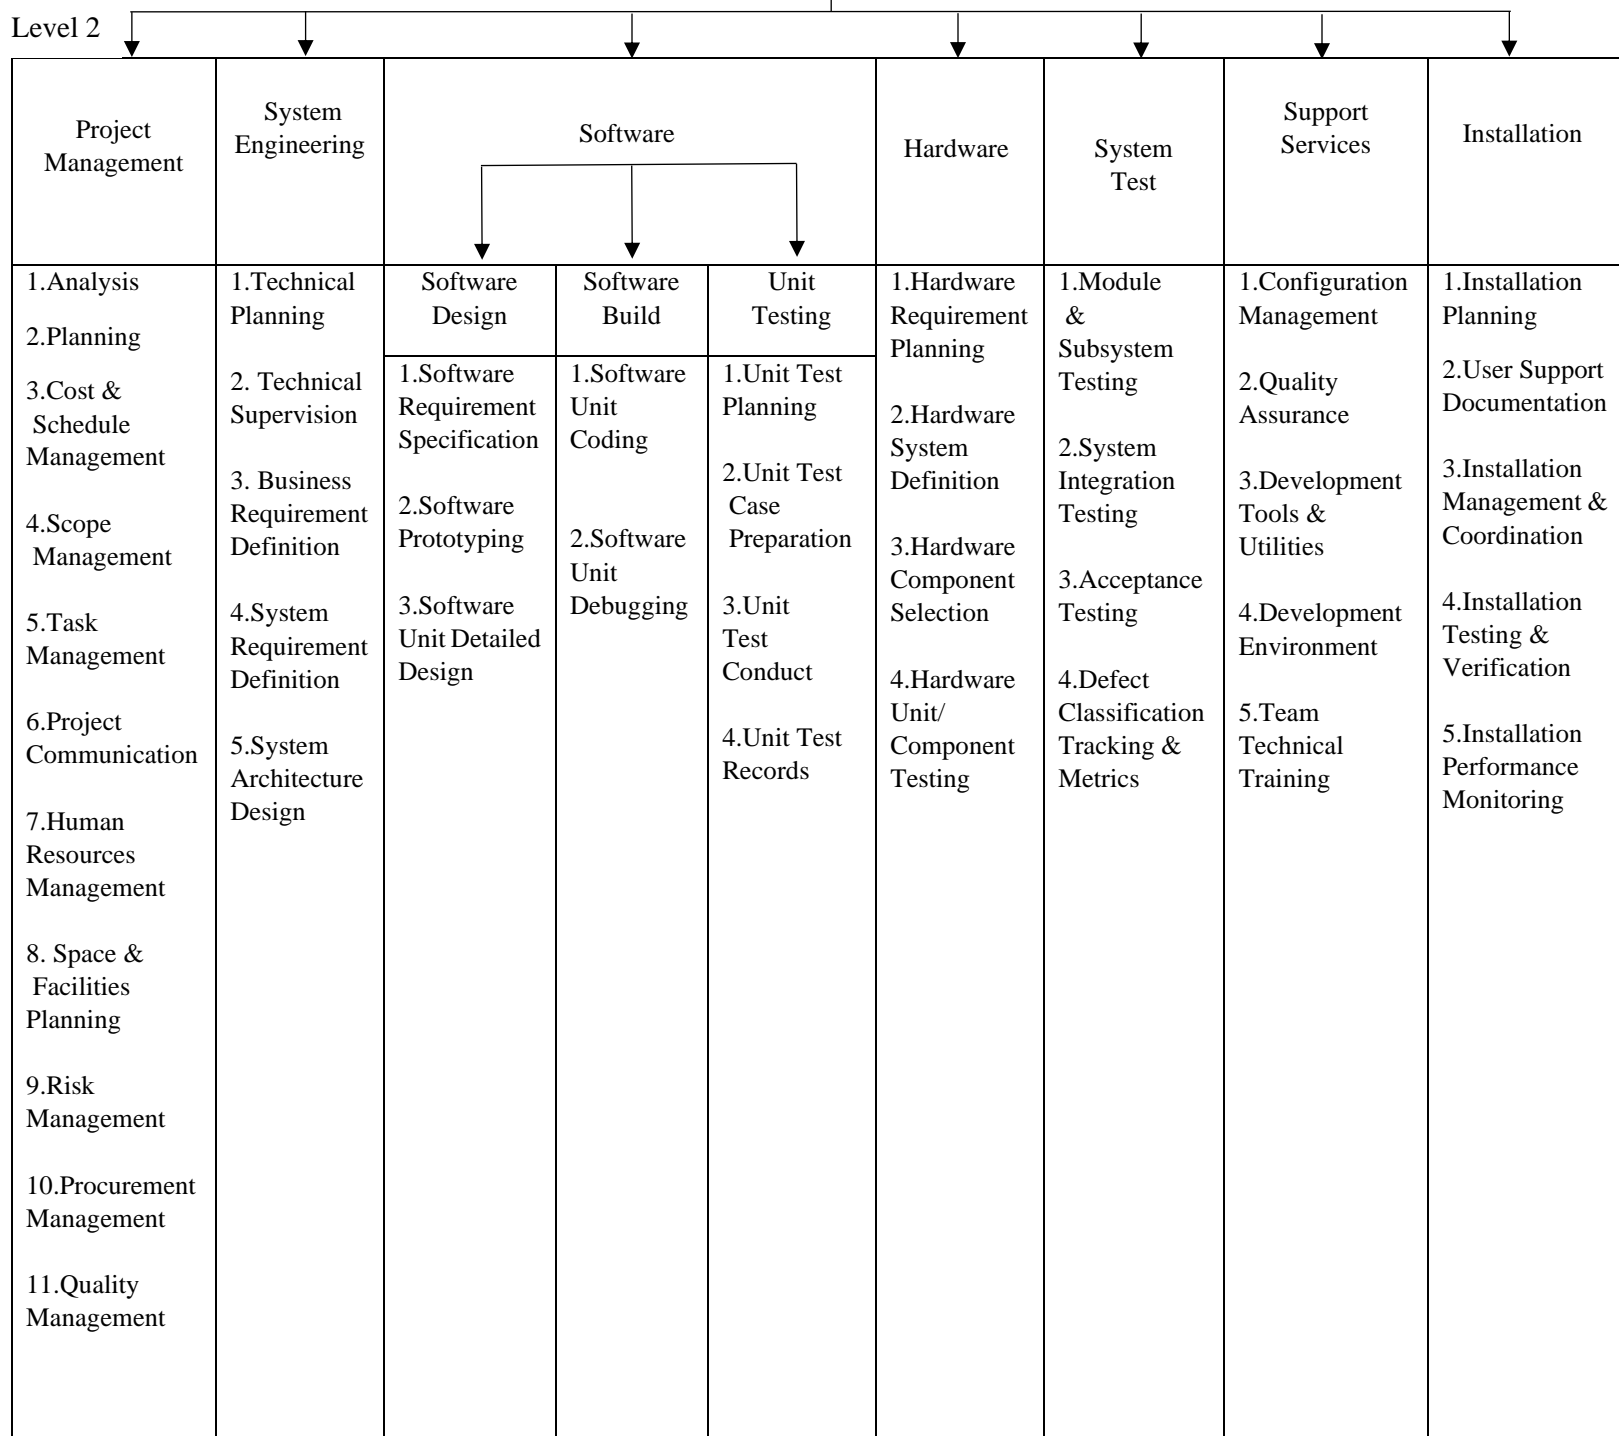 Level 2
Project
Management
System
Engineering
Software
Hardware
System
Test
Support
Services
Installation
1.Analysis
2.Planning
3.Cost &
Schedule
Management
4.Scope
Management
5.Task
Management
6.Project
Communication
7.Human
Resources
Management
8. Space &
Facilities
Planning
9.Risk
Management
10.Procurement
Management
11.Quality
Management
1.Technical
Planning
2. Technical
Supervision
3. Business
Requirement
Definition
4.System
Requirement
Definition
5.System
Architecture
Design
Software
Design
1.Software
Requirement
Specification
2.Software
Prototyping
3.Software
Unit Detailed
Design
Software
Build
1.Software
Unit
Coding
2.Software
Unit
Debugging
Unit
Testing
1.Unit Test
Planning
2.Unit Test
Case
Preparation
3.Unit
Test
Conduct
4.Unit Test
Records
1.Hardware
Requirement
Planning
2.Hardware
System
Definition
3.Hardware
Component
Selection
4.Hardware
Unit/
Component
Testing
1.Module
&
Subsystem
Testing
2.System
Integration
Testing
3.Acceptance
Testing
4.Defect
Classification
Tracking &
Metrics
1.Configuration
Management
2.Quality
Assurance
3.Development
Tools &
Utilities
4.Development
Environment
5.Team
Technical
Training
1.Installation
Planning
2.User Support
Documentation
3.Installation
Management &
Coordination
4.Installation
Testing &
Verification
5.Installation
Performance
Monitoring